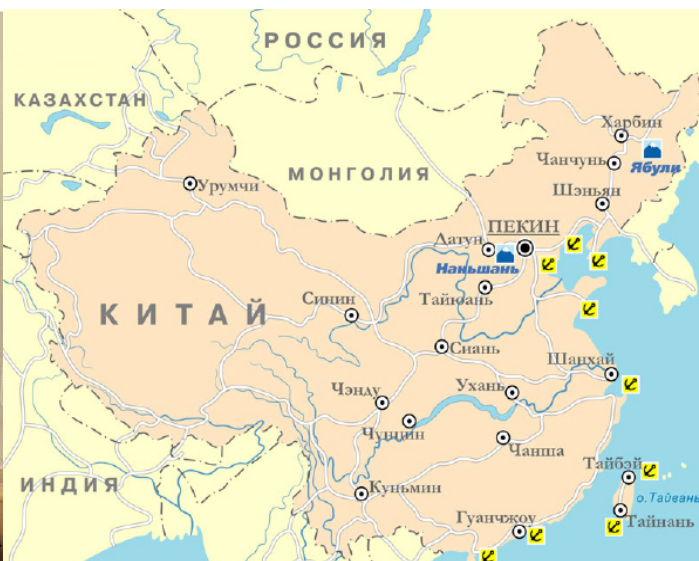 РОССИЯ
КАЗАХСТАН
Харбин
Чанчунь
Ябули
МОНГОЛИЯ
Урумчи
Шэньян
ПЕКИН
Датун
Наньшань
Синин
Тайюань
КИТАЙ
Сиань
Шанхай
Чэнду
Ухань
Чунцин
Чанша
Тайбэй
ИНДИЯ
Куньмин
о.Тайвань
Гуанчжоу
Тайнань